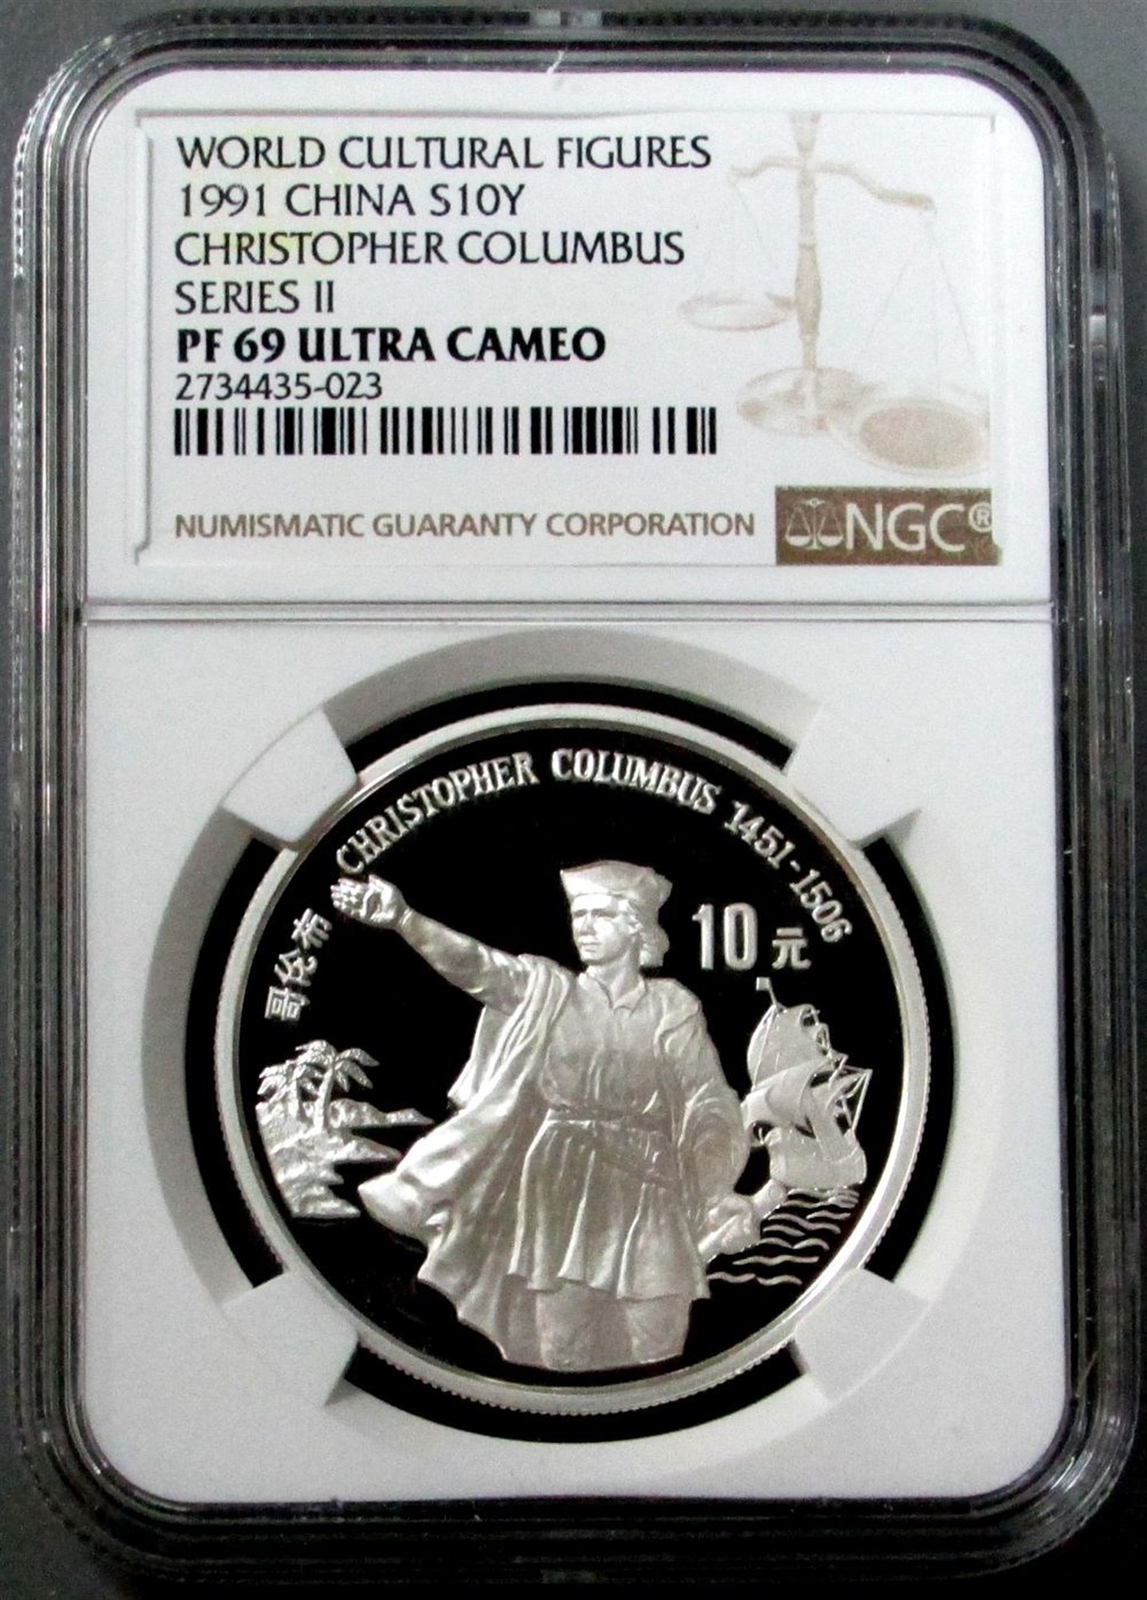 WORLD CULTURAL FIGURES
1991 CHINA S10Y
CHRISTOPHER COLUMBUS
SERIES II
PF 69 ULTRA CAMEO
2734435-023
NUMISMATIC GUARANTY CORPORATION
NGC®
哥伦布 CHRISTOPHER COLUMBUS 1451-1506
10元